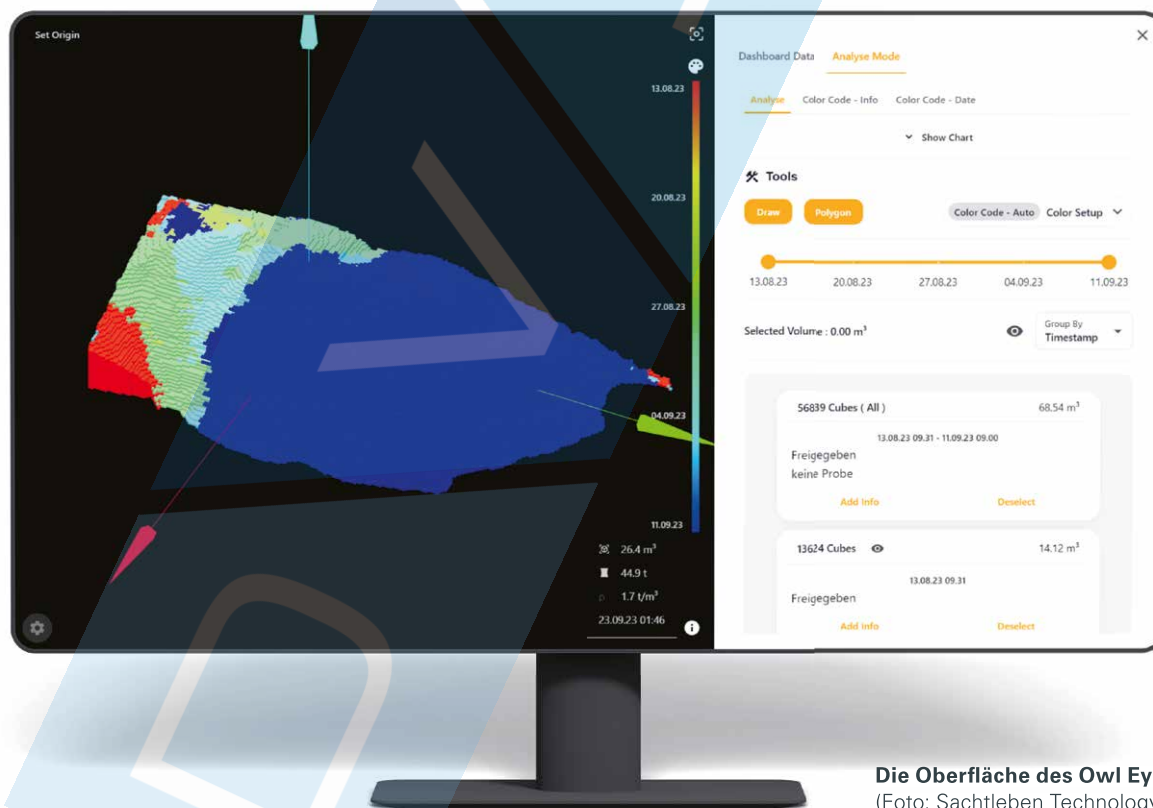 Set Origin
13.08.23
20.08.23
27.08.23
04.09.23
11.09.23
26.4 m³
44.9 t
1.7 t/m³
23.09.23 01:46
Dashboard Data Analyse Mode
Analyse Color Code - Info Color Code - Date
Show Chart
Tools
Draw Polygon Color Code - Auto Color Setup
13.08.23 20.08.23 27.08.23 04.09.23 11.09.23
Selected Volume : 0.00 m³
Group By
Timestamp
56839 Cubes ( All ) 68.54 m³
13.08.23 09.31 - 11.09.23 09.00
Freigegeben
keine Probe
Add Info Deselect
13624 Cubes 14.12 m³
13.08.23 09.31
Freigegeben
Add Info Deselect
Die Oberfläche des Owl Ey
(Foto: Sachtleben Technology